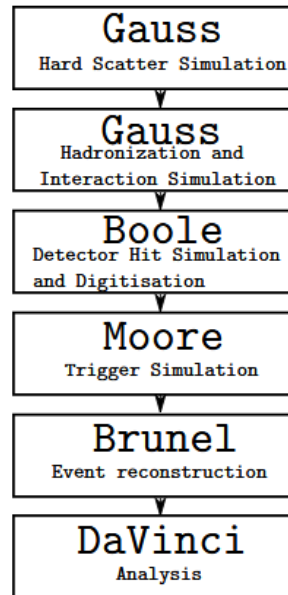 Gauss
Hard Scatter Simulation
Gauss
Hadronization and
Interaction Simulation
Boole
Detector Hit Simulation
and Digitisation
Moore
Trigger Simulation
Brunel
Event reconstruction
DaVinci
Analysis